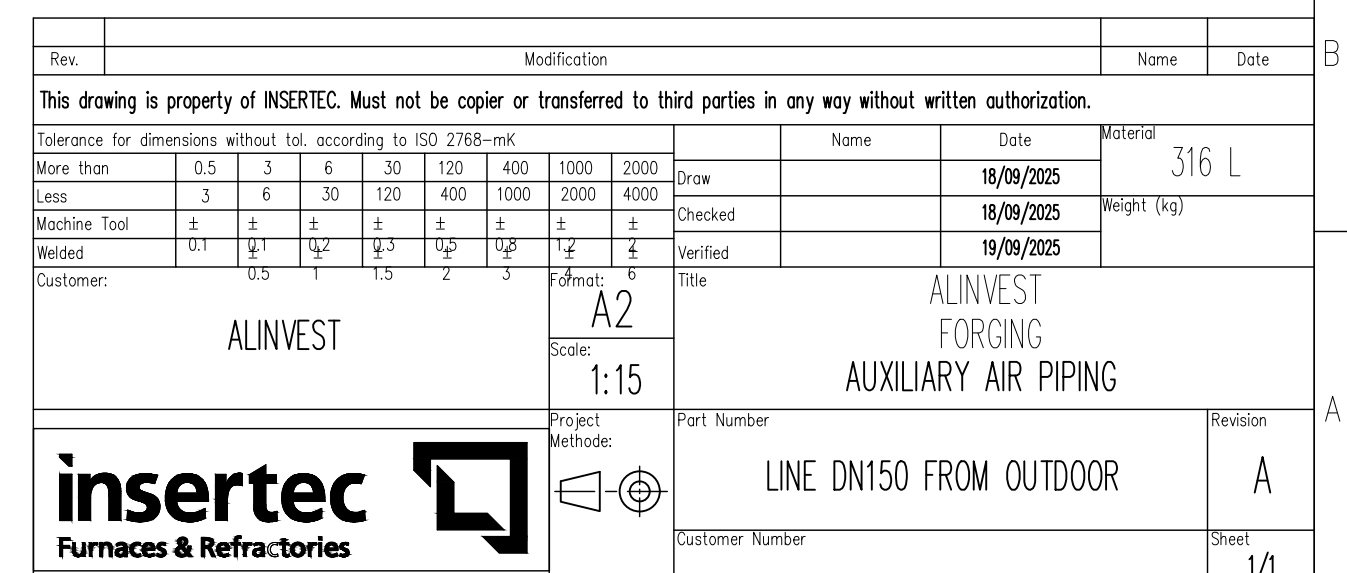 Rev. Modification Name Date
B
This drawing is property of INSERTEC. Must not be copier or transferred to third parties in any way without written authorization.
Tolerance for dimensions without tol. according to ISO 2768-mK
More than 0.5 3 6 30 120 400 1000 2000
Less 3 6 30 120 400 1000 2000 4000
Machine Tool ± ± ± ± ± ± ± ±
0.1 0.1 0.2 0.3 0.5 0.8 1.2 2
Welded ± ± ± ± ± ± ±
0.5 1 1.5 2 3 4 6
Name Date
Draw 18/09/2025
Checked 18/09/2025
Verified 19/09/2025
Material
316 L
Weight (kg)
Customer:
ALINVEST
Format:
A2
Scale:
1:15
Title
ALINVEST
FORGING
AUXILIARY AIR PIPING
A
insertec
Furnaces & Refractories
Project
Methode:
Part Number
LINE DN150 FROM OUTDOOR
Revision
A
Customer Number
Sheet
1/1